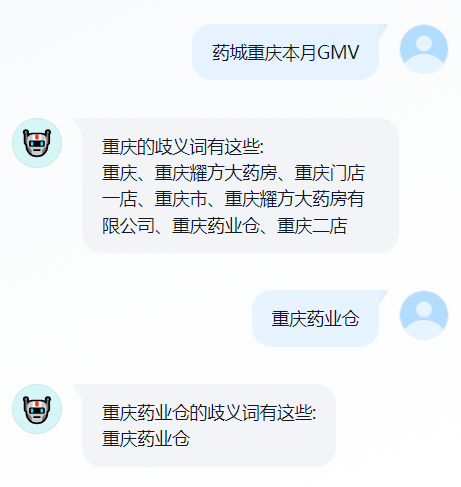 药城重庆本月GMV
重庆的歧义词有这些:
重庆、重庆耀方大药房、重庆门店
一店、重庆市、重庆耀方大药房有
限公司、重庆药业仓、重庆二店
重庆药业仓
重庆药业仓的歧义词有这些:
重庆药业仓